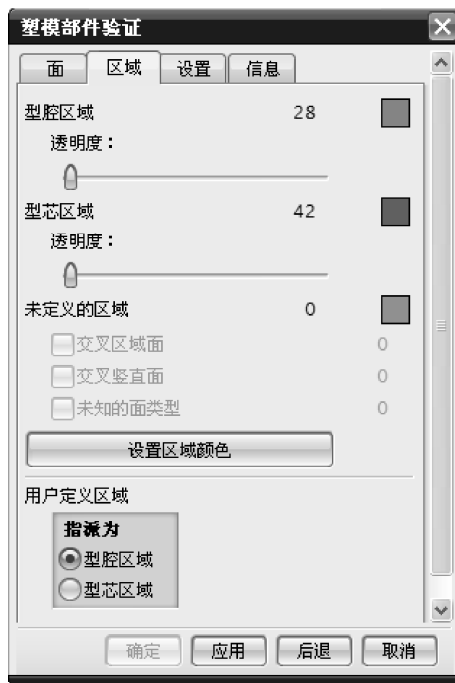 塑模部件验证
面 区域 设置 信息
型腔区域 28
透明度：
型芯区域 42
透明度：
未定义的区域 0
交叉区域面 0
交叉竖直面 0
未知的面类型 0
设置区域颜色
用户定义区域
指派为
型腔区域
型芯区域
确定 应用 后退 取消